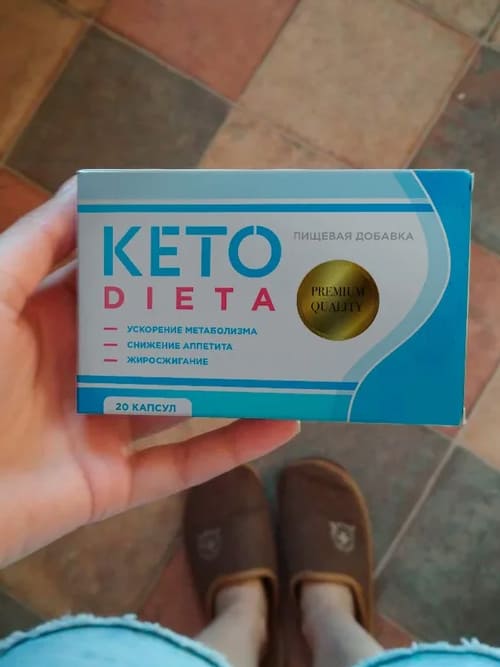 KETO
DIETA
ПИЩЕВАЯ ДОБАВКА
PREMIUM
QUALITY
УСКОРЕНИЕ МЕТАБОЛИЗМА
СНИЖЕНИЕ АППЕТИТА
ЖИРОСЖИГАНИЕ
20 КАПСУЛ